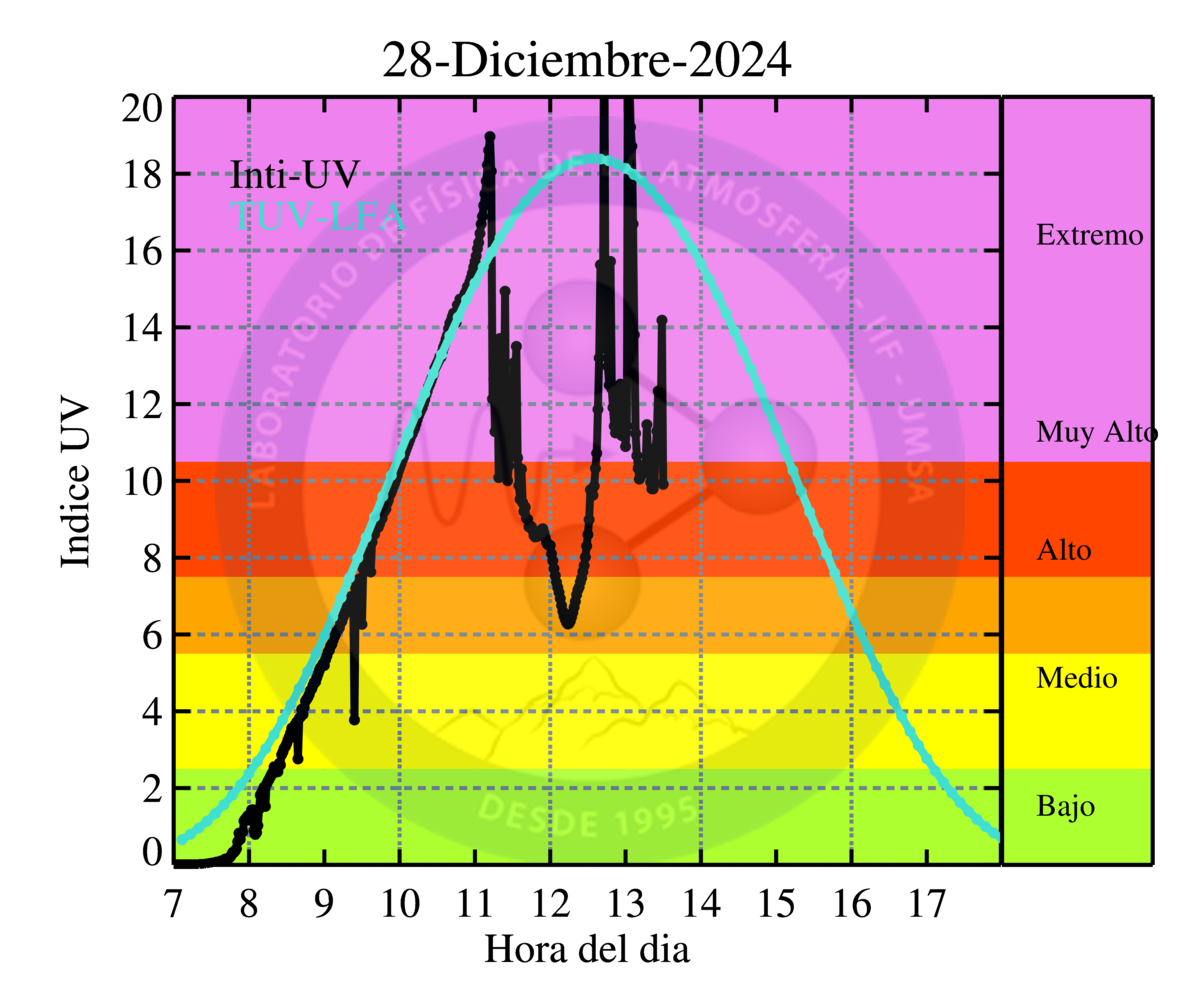 28-Diciembre-2024
Indice UV
20
18
16
14
12
10
8
6
4
2
0
Inti-UV
TUV-LFA
LABORATORIO DE FÍSICA DE LA ATMÓSFERA - IIF - UMSA
DESDE 1995
Extremo
Muy Alto
Alto
Medio
Bajo
7 8 9 10 11 12 13 14 15 16 17
Hora del dia